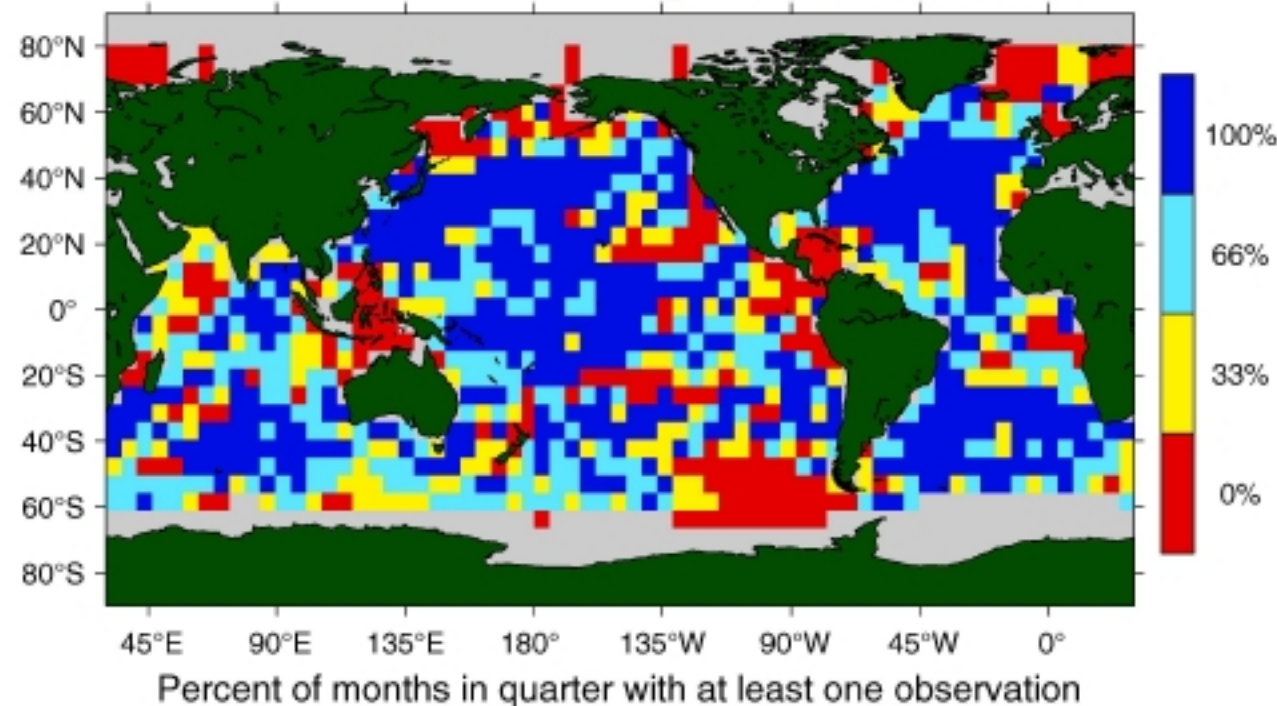 80°N
60°N
40°N
20°N
0°
20°S
40°S
60°S
80°S
45°E 90°E 135°E 180° 135°W 90°W 45°W 0°
100%
66%
33%
0%
Percent of months in quarter with at least one observation